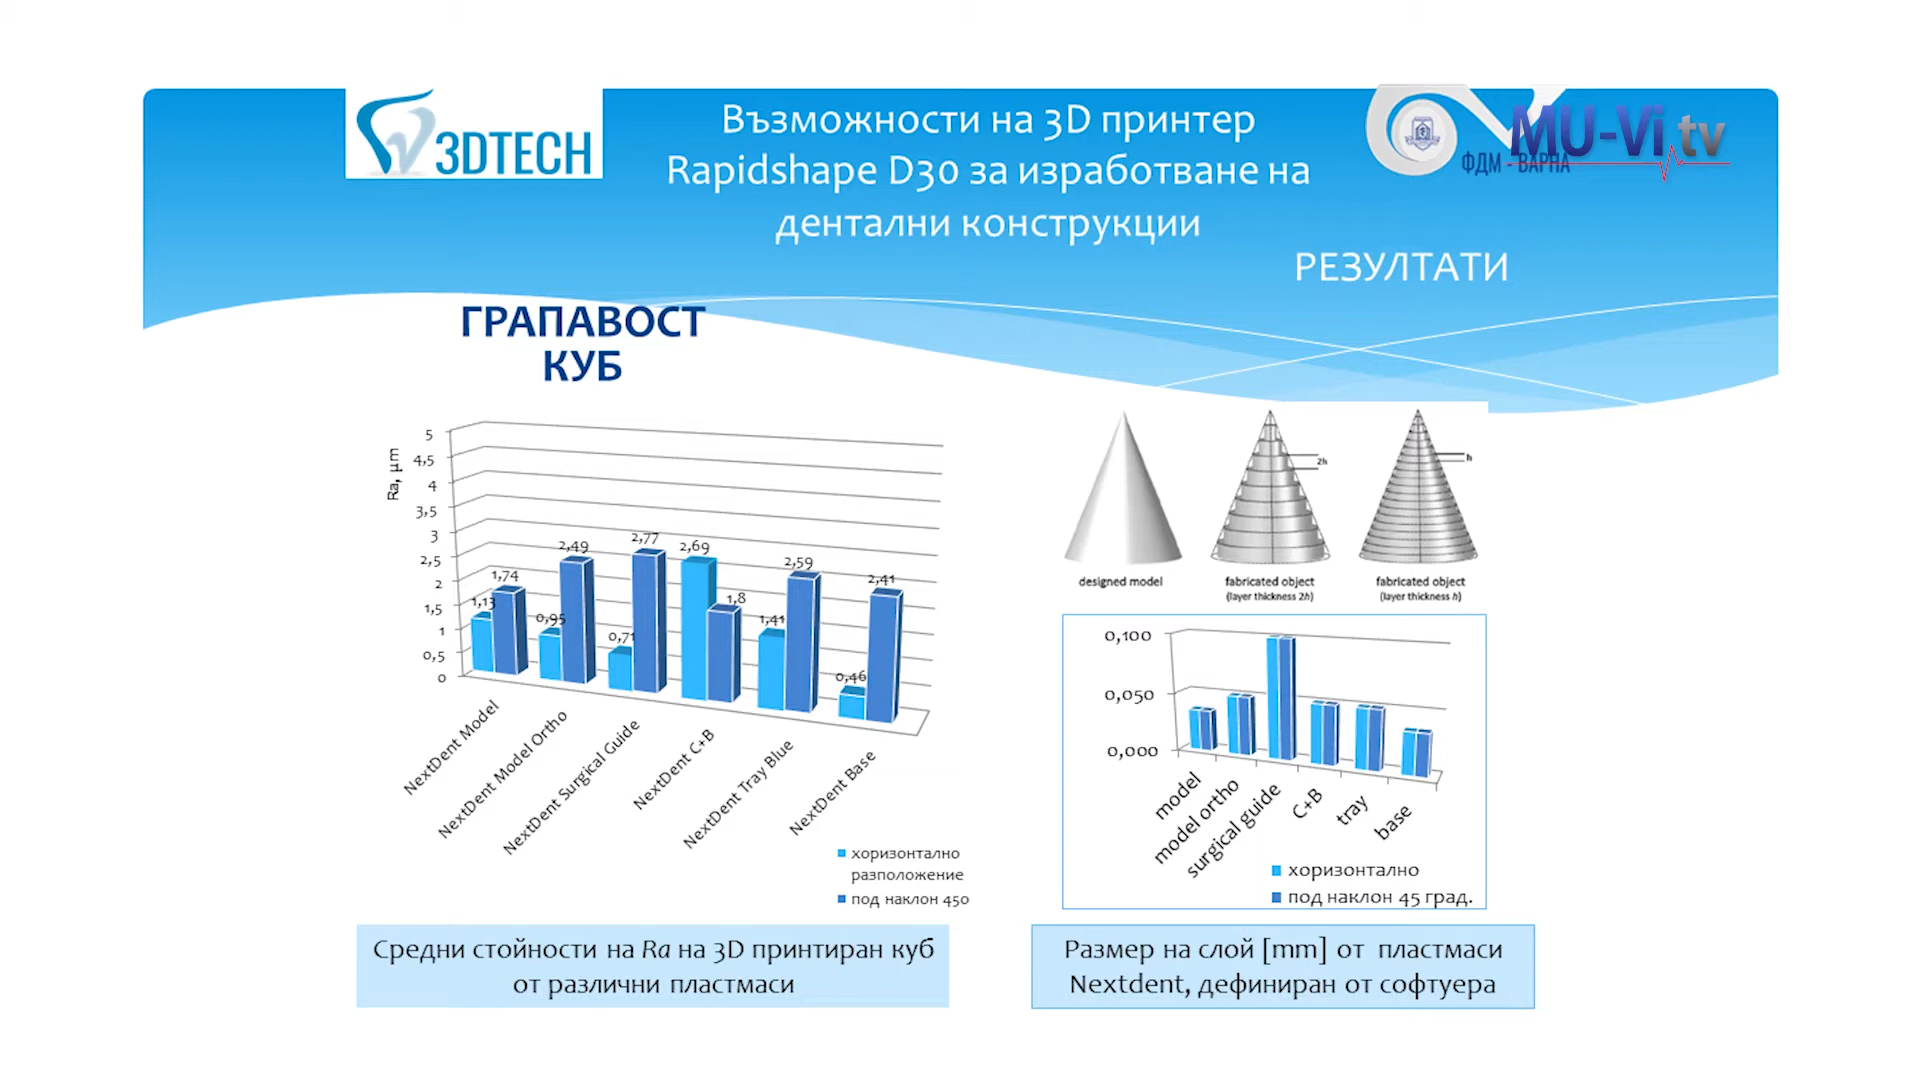 3DTECH
Възможности на 3D принтер
Rapidshape D30 за изработване на
дентални конструкции
MU-Vi.tv
ФДМ - ВАРНА
РЕЗУЛТАТИ
ГРАПАВОСТ
КУБ
Ra, µm
5
4,5
4
3,5
3
2,5
2
1,5
1
0,5
0
1,13
1,74
0,95
2,49
0,71
2,77
2,69
1,8
1,41
2,59
0,46
2,41
NextDent Model
NextDent Model Ortho
NextDent Surgical Guide
NextDent C+B
NextDent Tray Blue
NextDent Base
хоризонтално
разположение
под наклон 450
Средни стойности на Ra на 3D принтиран куб
от различни пластмаси
2h
h
designed model
fabricated object
(layer thickness 2h)
fabricated object
(layer thickness h)
0,100
0,050
0,000
model
model ortho
surgical guide
C+B
tray
base
хоризонтално
под наклон 45 град.
Размер на слой [mm] от пластмаси
Nextdent, дефиниран от софтуера